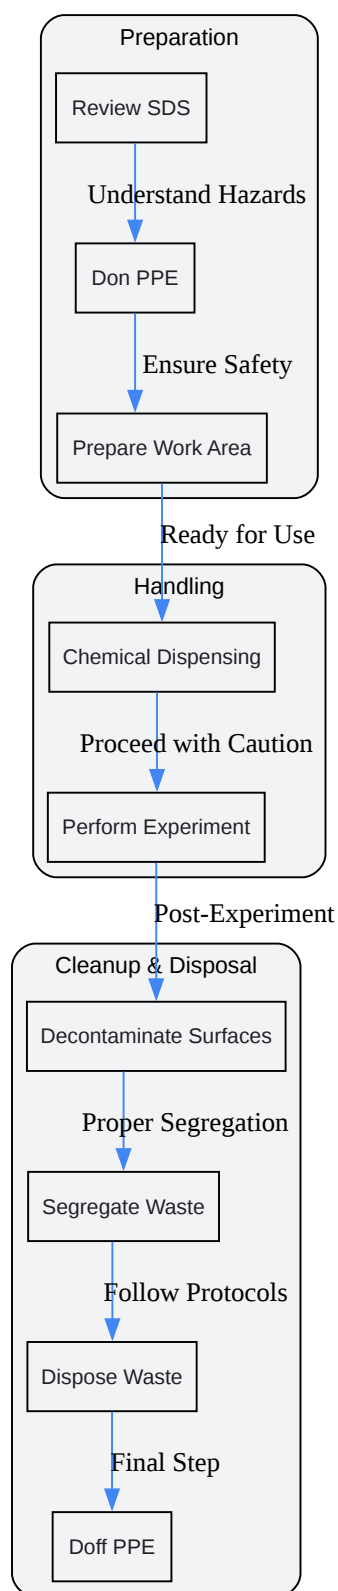 Preparation
Review SDS
Understand Hazards
Don PPE
Ensure Safety
Prepare Work Area
Ready for Use
Handling
Chemical Dispensing
Proceed with Caution
Perform Experiment
Post-Experiment
Cleanup & Disposal
Decontaminate Surfaces
Proper Segregation
Segregate Waste
Follow Protocols
Dispose Waste
Final Step
Doff PPE